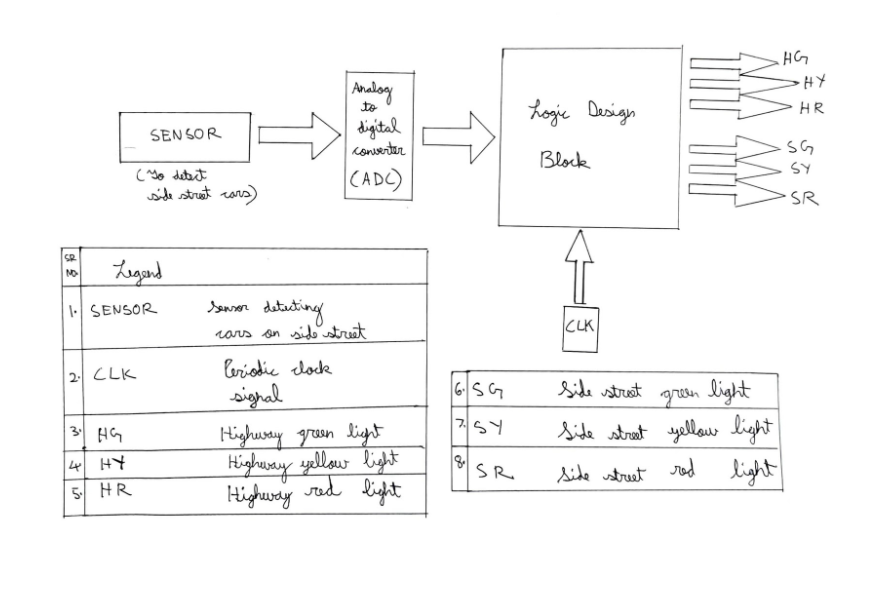 SENSOR
(To detect
side street cars)
Analog
to
digital
converter
(ADC)
Logic Design
Block
HG
HY
HR
SG
SY
SR
CLK
SR
NO. Legend
1. SENSOR Sensor detecting
cars on side street
2. CLK Periodic clock
signal
3. HG Highway green light
4. HY Highway yellow light
5. HR Highway red light
6. SG Side street green light
7. SY Side street yellow light
8. SR Side street red light